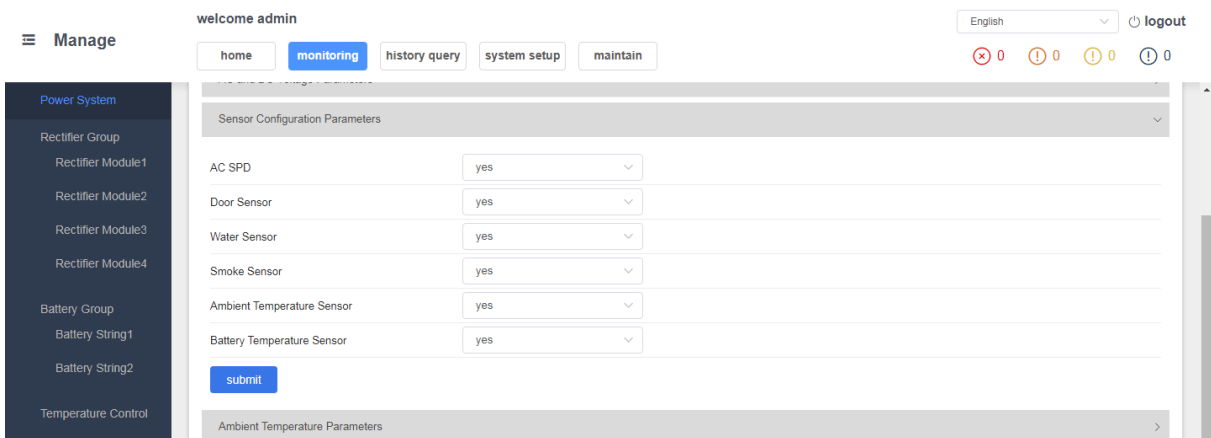 welcome admin
English
logout
Manage
home
monitoring
history query
system setup
maintain
0
0
0
0
Power System
Rectifier Group
Rectifier Module1
Rectifier Module2
Rectifier Module3
Rectifier Module4
Battery Group
Battery String1
Battery String2
Temperature Control
Sensor Configuration Parameters
AC SPD yes
Door Sensor yes
Water Sensor yes
Smoke Sensor yes
Ambient Temperature Sensor yes
Battery Temperature Sensor yes
submit
Ambient Temperature Parameters